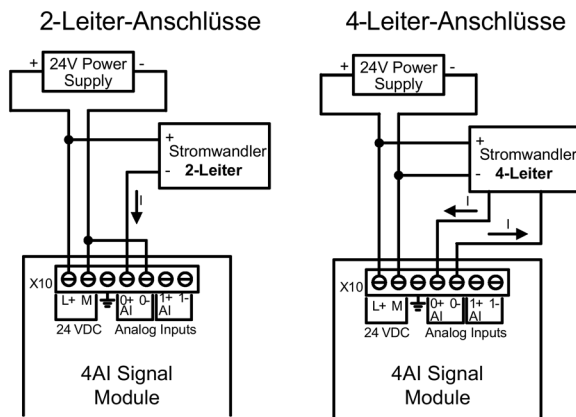 2-Leiter-Anschlüsse
+ 24V Power Supply -
+
Stromwandler
2-Leiter
-
I
X10
L+ M 0+ 0- 1+ 1-
AI AI
24 VDC Analog Inputs
4AI Signal
Module
4-Leiter-Anschlüsse
+ 24V Power Supply -
+
Stromwandler
- 4-Leiter
I
I
X10
L+ M 0+ 0- 1+ 1-
AI AI
24 VDC Analog Inputs
4AI Signal
Module